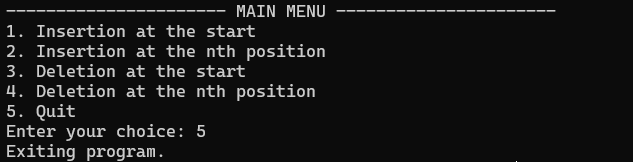 ---------------------- MAIN MENU ----------------------
1. Insertion at the start
2. Insertion at the nth position
3. Deletion at the start
4. Deletion at the nth position
5. Quit
Enter your choice: 5
Exiting program.